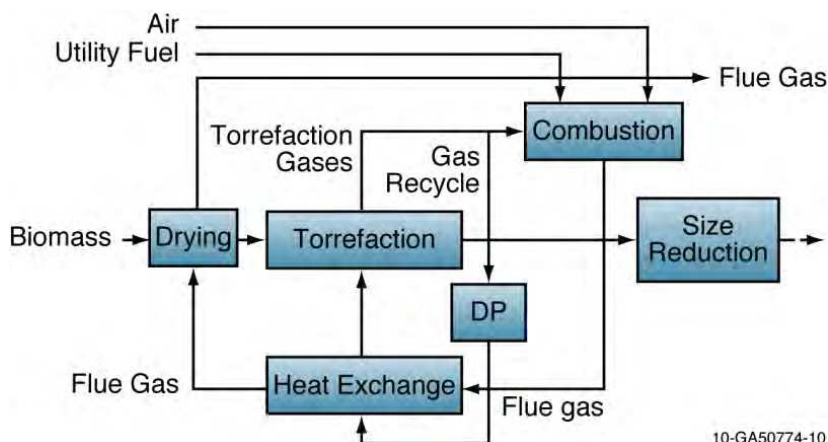 Air
Utility Fuel
Flue Gas
Combustion
Torrefaction
Gases
Gas
Recycle
Biomass
Drying
Torrefaction
Size
Reduction
DP
Flue Gas
Heat Exchange
Flue gas
10-GA50774-10